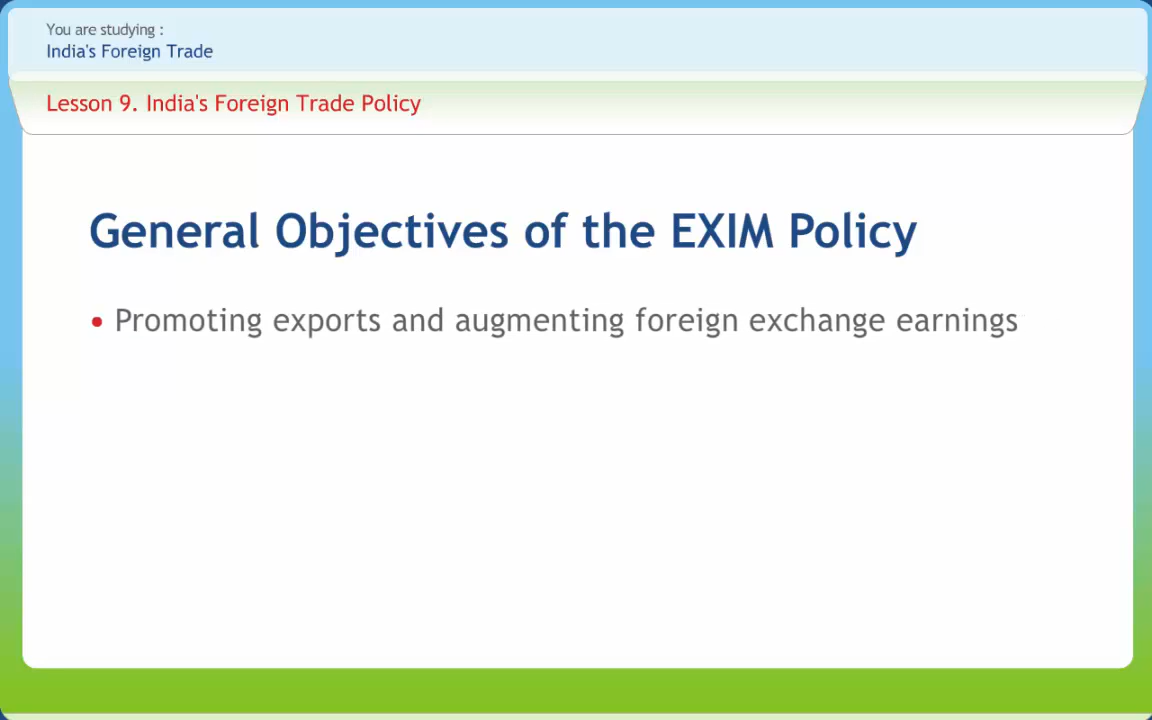 You are studying :
India's Foreign Trade
Lesson 9. India's Foreign Trade Policy
General Objectives of the EXIM Policy
• Promoting exports and augmenting foreign exchange earnings